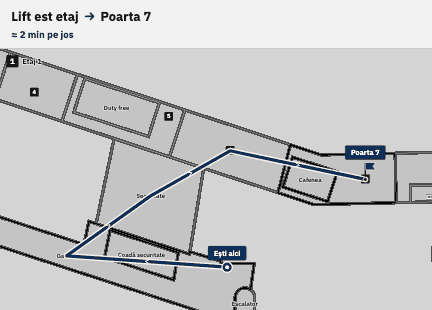 Lift est etaj → Poarta 7
≈ 2 min pe jos
1 Etaj 1
4
Duty free
5
Poarta 7
Cafenea
Coadă securitate
Ești aici
Escalator